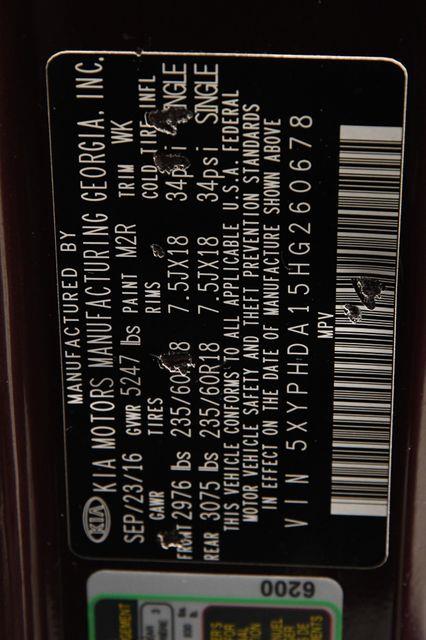 MANUFACTURED BY
KIA KIA MOTORS MANUFACTURING GEORGIA, INC.
SEP/23/16 GVWR 5247 lbs PAINT M2R TRIM WK
GAWR TIRES RIMS COLD TIRE INFL
FRONT 2976 lbs 235/60R18 7.5JX18 34psi SINGLE
REAR 3075 lbs 235/60R18 7.5JX18 34psi SINGLE
THIS VEHICLE CONFORMS TO ALL APPLICABLE U.S.A. FEDERAL
MOTOR VEHICLE SAFETY AND THEFT PREVENTION STANDARDS
IN EFFECT ON THE DATE OF MANUFACTURE SHOWN ABOVE
VIN 5XYPHDA15HG260678
MPV
6200